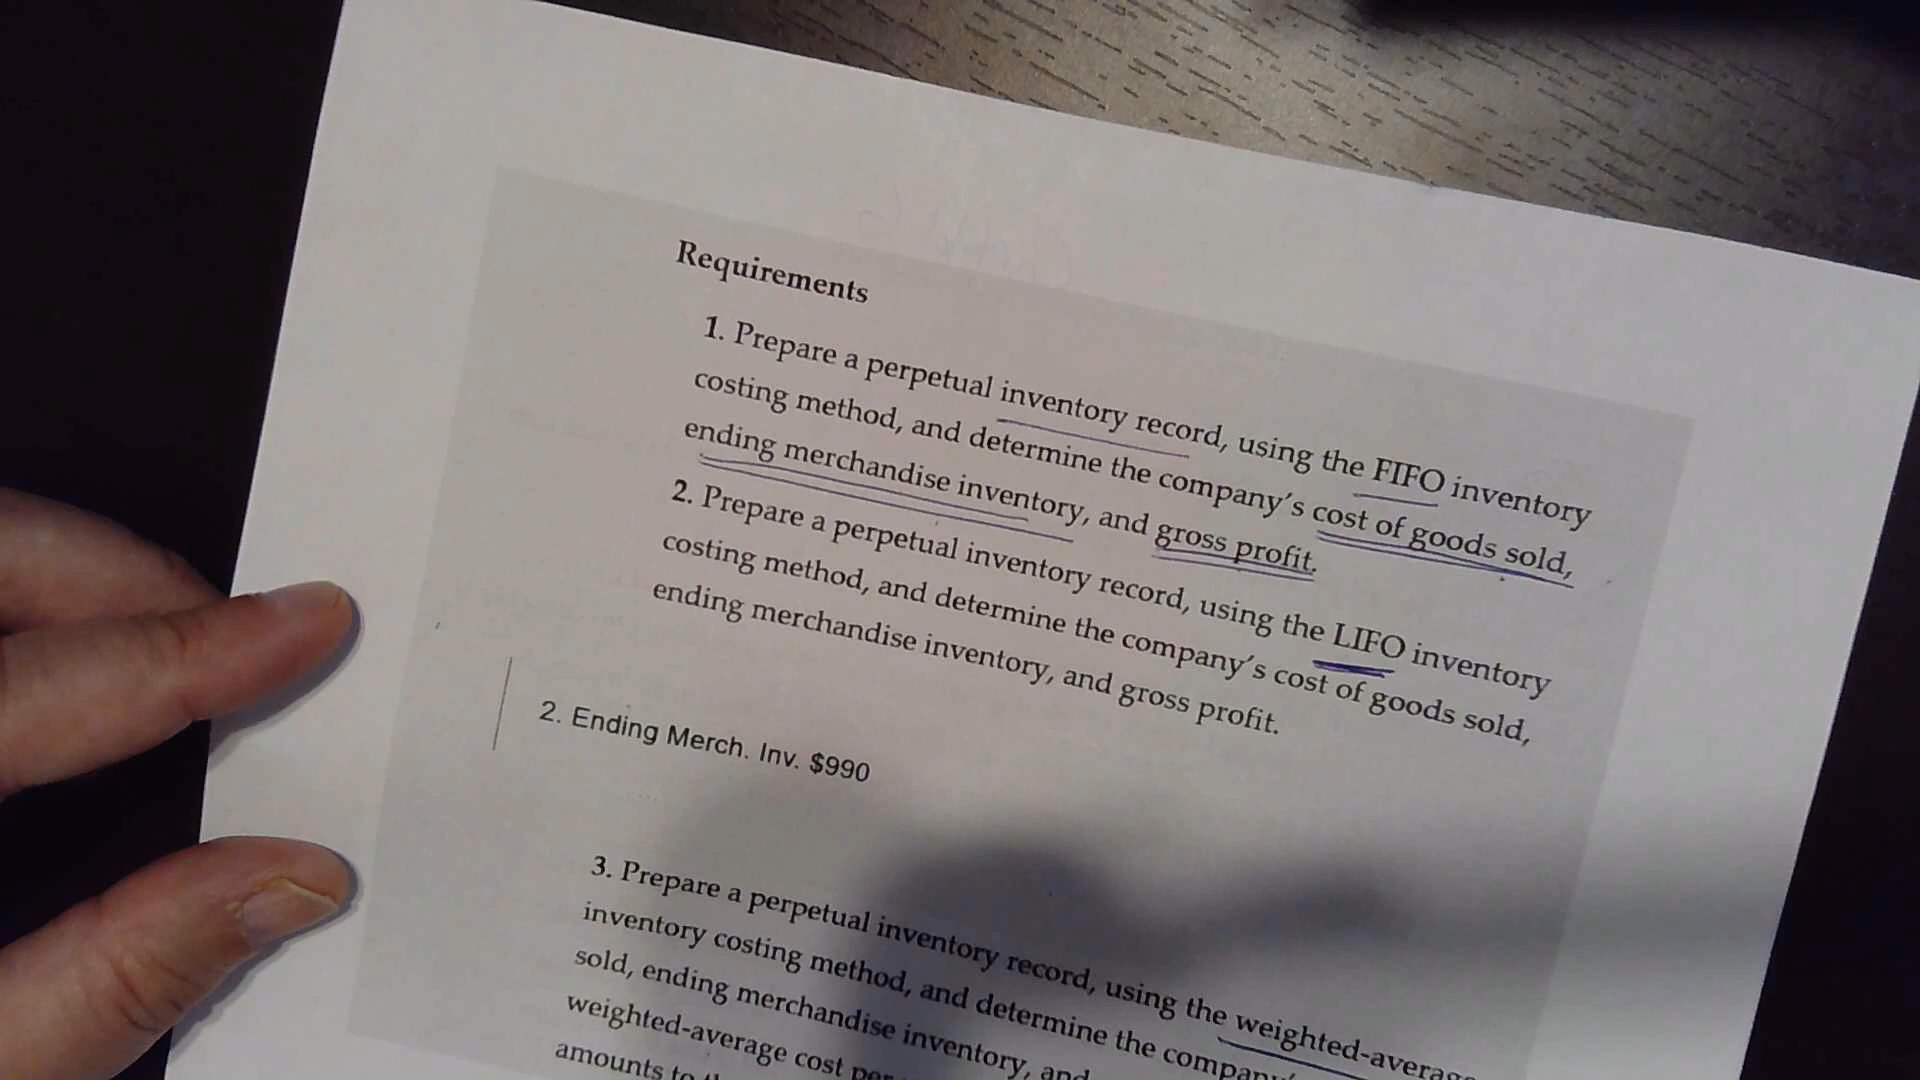 Requirements
1. Prepare a perpetual inventory record, using the FIFO inventory
costing method, and determine the company's cost of goods sold,
ending merchandise inventory, and gross profit.
2. Prepare a perpetual inventory record, using the LIFO inventory
costing method, and determine the company's cost of goods sold,
ending merchandise inventory, and gross profit.
2. Ending Merch. Inv. $990
3. Prepare a perpetual inventory record, using the weighted-average
inventory costing method, and determine the company's
sold, ending merchandise inventory, and
weighted-average cost per
amounts to